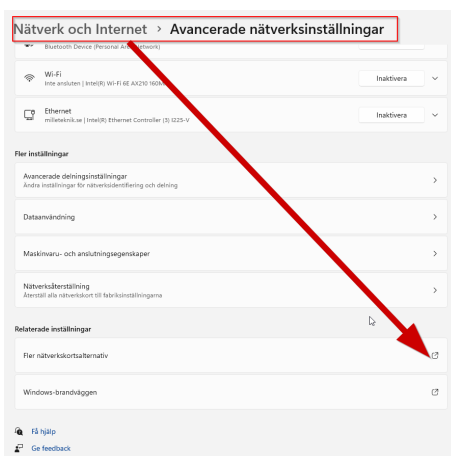 Nätverk och Internet > Avancerade nätverksinställningar
Bluetooth Device (Personal Area Network)
Wi-Fi
Inte ansluten | Intel(R) Wi-Fi 6E AX210 160MHz
Inaktivera
Ethernet
milleteknik.se | Intel(R) Ethernet Controller (3) I225-V
Inaktivera
Fler inställningar
Avancerade delningsinställningar
Ändra inställningar för nätverksidentifiering och delning
Dataanvändning
Maskinvaru- och anslutningsegenskaper
Nätverksåterställning
Återställ alla nätverkskort till fabriksinställningarna
Relaterade inställningar
Fler nätverkskortsalternativ
Windows-brandväggen
Få hjälp
Ge feedback